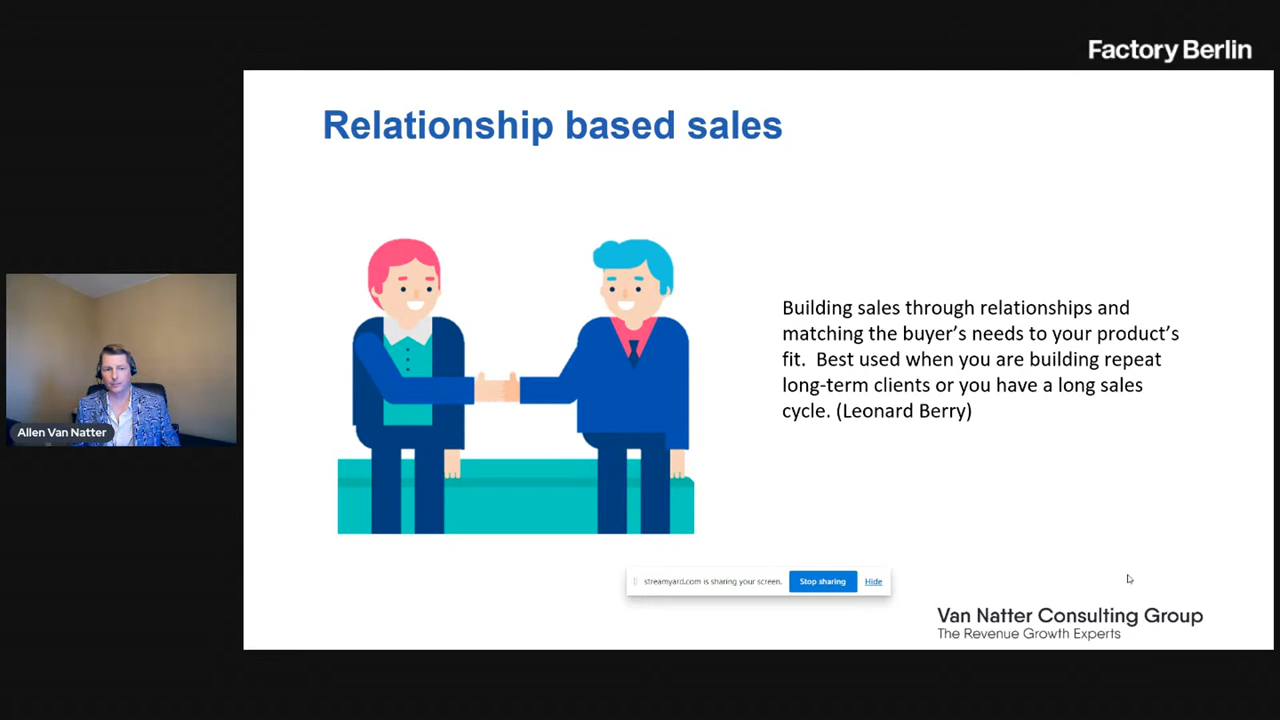 Factory Berlin
Relationship based sales
Building sales through relationships and
matching the buyer’s needs to your product’s
fit.  Best used when you are building repeat
long-term clients or you have a long sales
cycle. (Leonard Berry)
Allen Van Natter
streamyard.com is sharing your screen. Stop sharing Hide
Van Natter Consulting Group
The Revenue Growth Experts